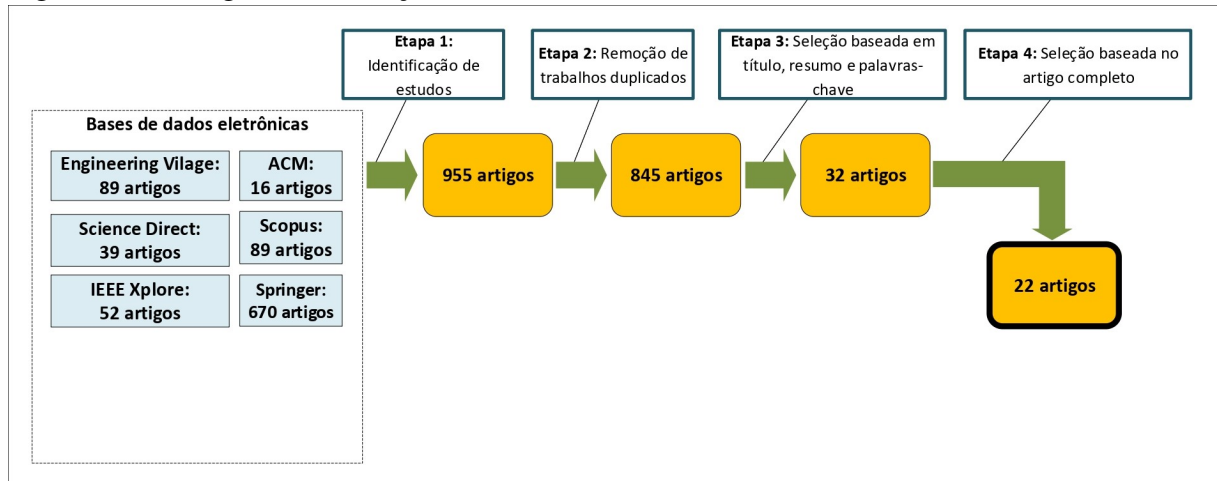 Etapa 1:
Identificação de
estudos
Etapa 2: Remoção de
trabalhos duplicados
Etapa 3: Seleção baseada em
título, resumo e palavras-
chave
Etapa 4: Seleção baseada no
artigo completo
Bases de dados eletrônicas
Engineering Vilage:
89 artigos
ACM:
16 artigos
Science Direct:
39 artigos
Scopus:
89 artigos
IEEE Xplore:
52 artigos
Springer:
670 artigos
955 artigos
845 artigos
32 artigos
22 artigos